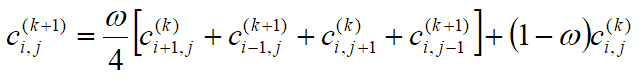 c_{i,j}^{(k+1)} = \frac{\omega}{4} \left[ c_{i+1,j}^{(k)} + c_{i-1,j}^{(k+1)} + c_{i,j+1}^{(k)} + c_{i,j-1}^{(k+1)} \right] + (1 - \omega) c_{i,j}^{(k)}